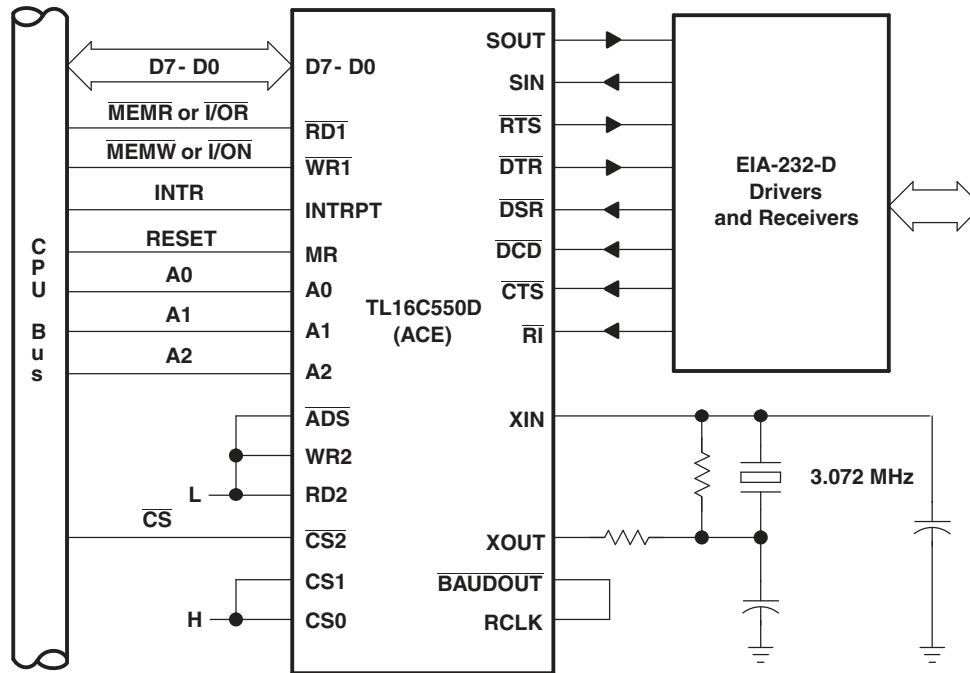 CPU Bus
D7- D0
MEMR or I/OR
MEMW or I/ON
INTR
RESET
A0
A1
A2
L
CS
H
D7- D0
RD1
WR1
INTRPT
MR
A0
A1
A2
ADS
WR2
RD2
CS2
CS1
CS0
TL16C550D
(ACE)
SOUT
SIN
RTS
DTR
DSR
DCD
CTS
RI
XIN
XOUT
BAUDOUT
RCLK
EIA-232-D
Drivers
and Receivers
3.072 MHz